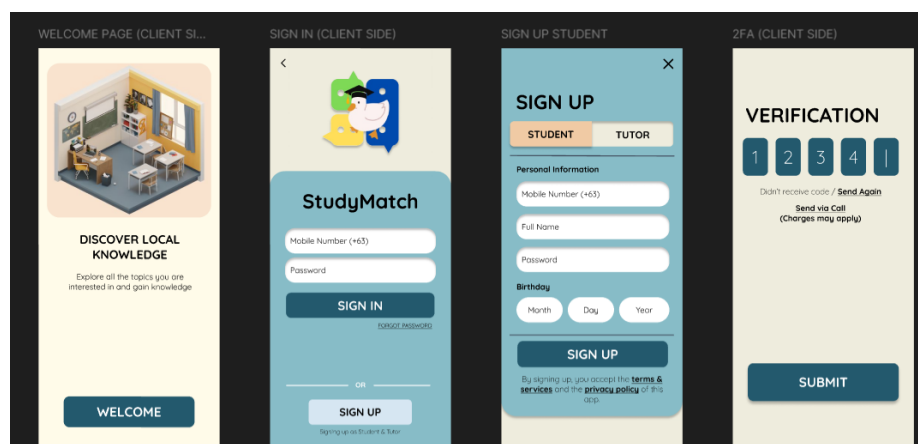 WELCOME PAGE (CLIENT SI...
DISCOVER LOCAL
KNOWLEDGE
Explore all the topics you are
interested in and gain knowledge
WELCOME
SIGN IN (CLIENT SIDE)
StudyMatch
Mobile Number (+63)
Password
SIGN IN
FORGOT PASSWORD
OR
SIGN UP
Signing up as Student & Tutor
SIGN UP STUDENT
SIGN UP
STUDENT
TUTOR
Personal Information
Mobile Number (+63)
Full Name
Password
Birthday
Month
Day
Year
SIGN UP
By signing up, you accept the terms &
services and the privacy policy of this
app.
2FA (CLIENT SIDE)
VERIFICATION
1 2 3 4 |
Didn't receive code / Send Again
Send via Call
(Charges may apply)
SUBMIT